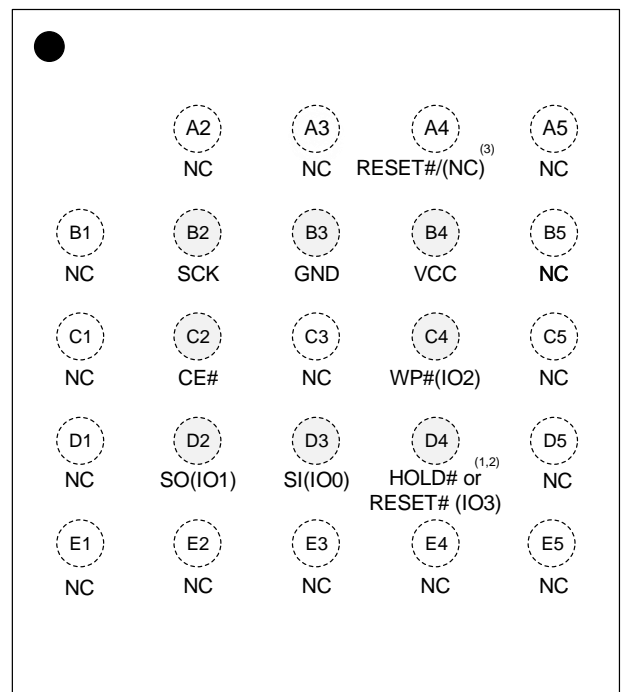 A2 A3 A4 A5
(3)
NC NC RESET#/(NC) NC
B1 B2 B3 B4 B5
NC SCK GND VCC NC
C1 C2 C3 C4 C5
NC CE# NC WP#(IO2) NC
D1 D2 D3 D4 D5
(1,2)
NC SO(IO1) SI(IO0) HOLD# or NC
RESET# (IO3)
E1 E2 E3 E4 E5
NC NC NC NC NC